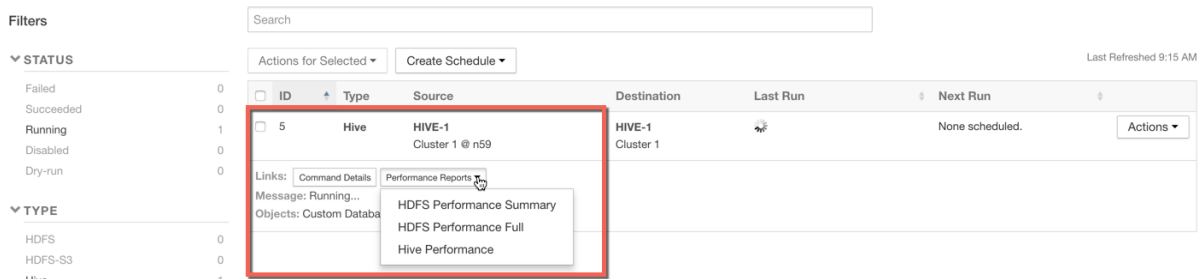 Filters
Search
STATUS
Actions for Selected
Create Schedule
Last Refreshed 9:15 AM
Failed 0
Succeeded 0
Running 1
Disabled 0
Dry-run 0
ID Type Source Destination Last Run Next Run
5 Hive HIVE-1 HIVE-1 None scheduled. Actions
Cluster 1 @ n59 Cluster 1
Links: Command Details Performance Reports
Message: Running...
Objects: Custom Databa
HDFS Performance Summary
HDFS Performance Full
Hive Performance
TYPE
HDFS 0
HDFS-S3 0
Hive 1